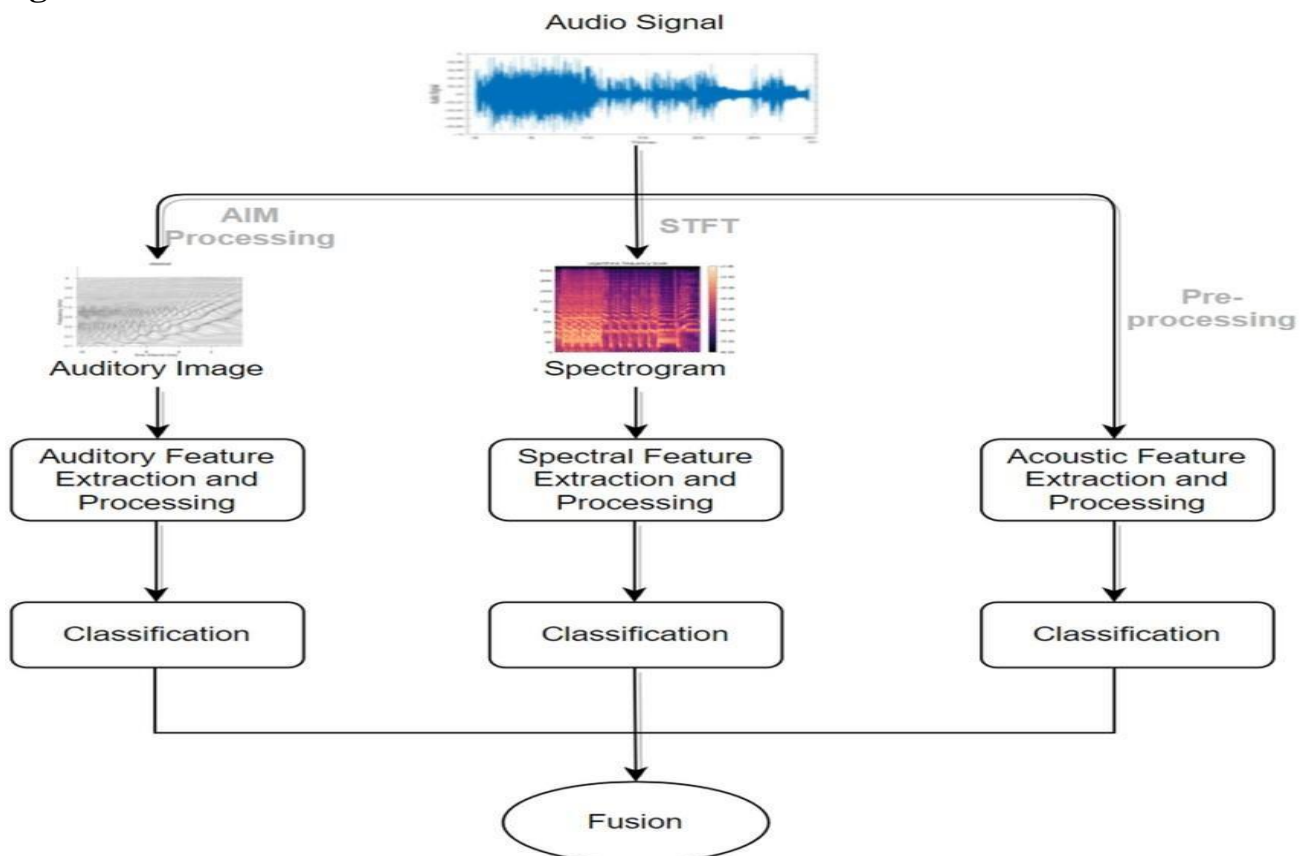 Audio Signal
AIM
Processing
STFT
Pre-
processing
Auditory Image
Spectrogram
Auditory Feature
Extraction and
Processing
Spectral Feature
Extraction and
Processing
Acoustic Feature
Extraction and
Processing
Classification
Classification
Classification
Fusion